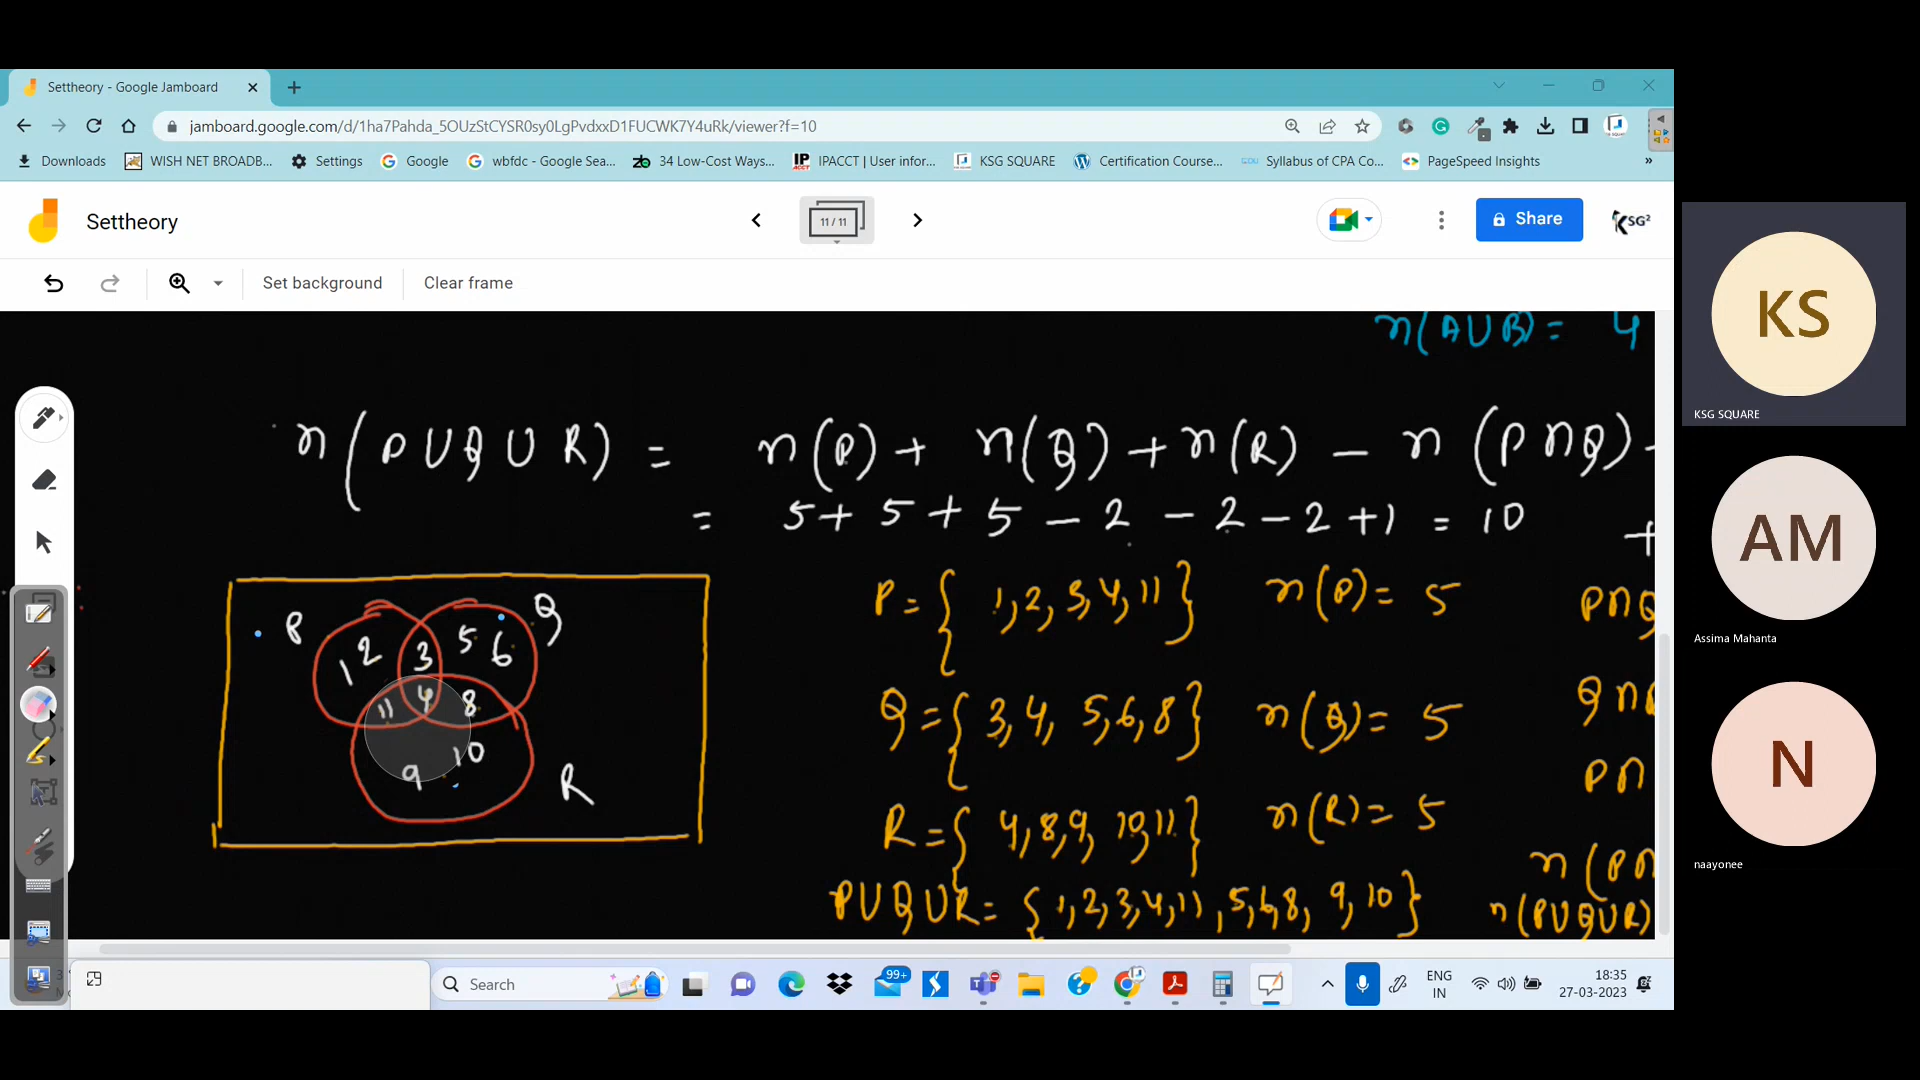 Settheory - Google Jamboard
jamboard.google.com/d/1ha7Pahda_5OUzStCYSR0sy0LgPvdxxD1FUCWK7Y4uRk/viewer?f=10
Downloads WISH NET BROADB... Settings Google wbfdc - Google Sea... 34 Low-Cost Ways... IPACCT | User infor... KSG SQUARE Certification Course... Syllabus of CPA Co... PageSpeed Insights »
Settheory 11 / 11 Share KSG²
Set background Clear frame
n(A∪B) = 4
n(P∪Q∪R) = n(P) + n(Q) + n(R) - n(P∩Q) -
= 5 + 5 + 5 - 2 - 2 - 2 + 1 = 10
+
P = { 1, 2, 3, 4, 11 } n(P) = 5 P∩Q
P Q
1 2 3 5 6
11 4 8
9 10
R
Q = { 3, 4, 5, 6, 8 } n(Q) = 5 Q∩
R = { 4, 8, 9, 10, 11 } n(R) = 5 P∩
n(P∩
P∪Q∪R = { 1, 2, 3, 4, 11, 5, 6, 8, 9, 10 } n(P∪Q∪R)
KS
KSG SQUARE
AM
Assima Mahanta
N
naayonee
Search 99+ ENG
IN
18:35
27-03-2023